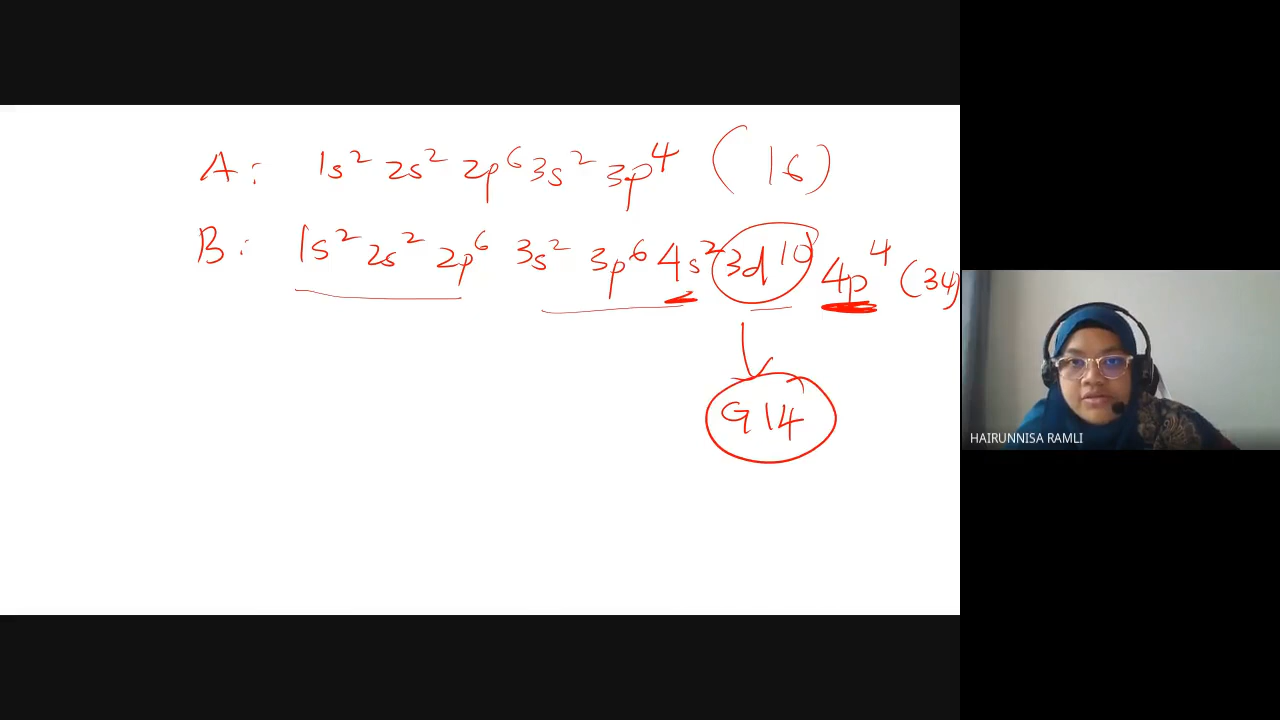 A: 1s² 2s² 2p⁶ 3s² 3p⁴ (16)
B: 1s² 2s² 2p⁶ 3s² 3p⁶ 4s² 3d¹⁰ 4p⁴ (34)
G14
HAIRUNNISA RAMLI